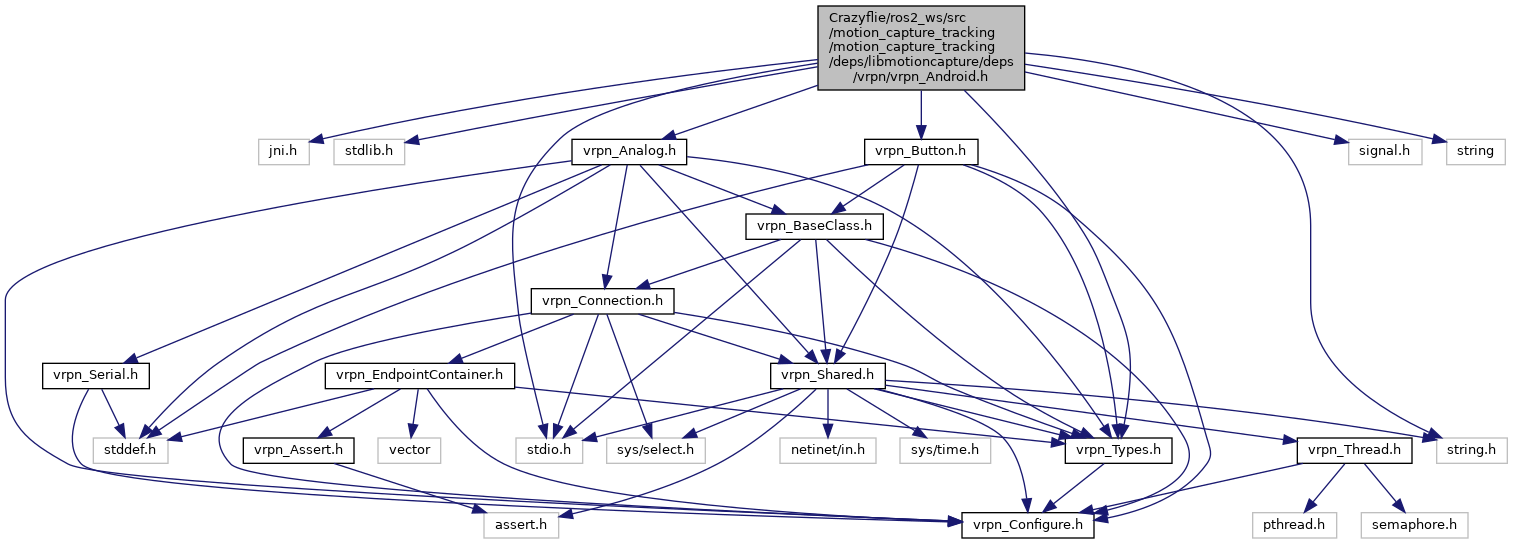 Crazyflie/ros2_ws/src
/motion_capture_tracking
/motion_capture_tracking
/deps/libmotioncapture/deps
/vrpn/vrpn_Android.h
jni.h
stdlib.h
vrpn_Analog.h
vrpn_Button.h
signal.h
string
vrpn_BaseClass.h
vrpn_Connection.h
vrpn_Serial.h
vrpn_EndpointContainer.h
vrpn_Shared.h
stddef.h
vrpn_Assert.h
vector
stdio.h
sys/select.h
netinet/in.h
sys/time.h
vrpn_Types.h
vrpn_Thread.h
string.h
assert.h
vrpn_Configure.h
pthread.h
semaphore.h